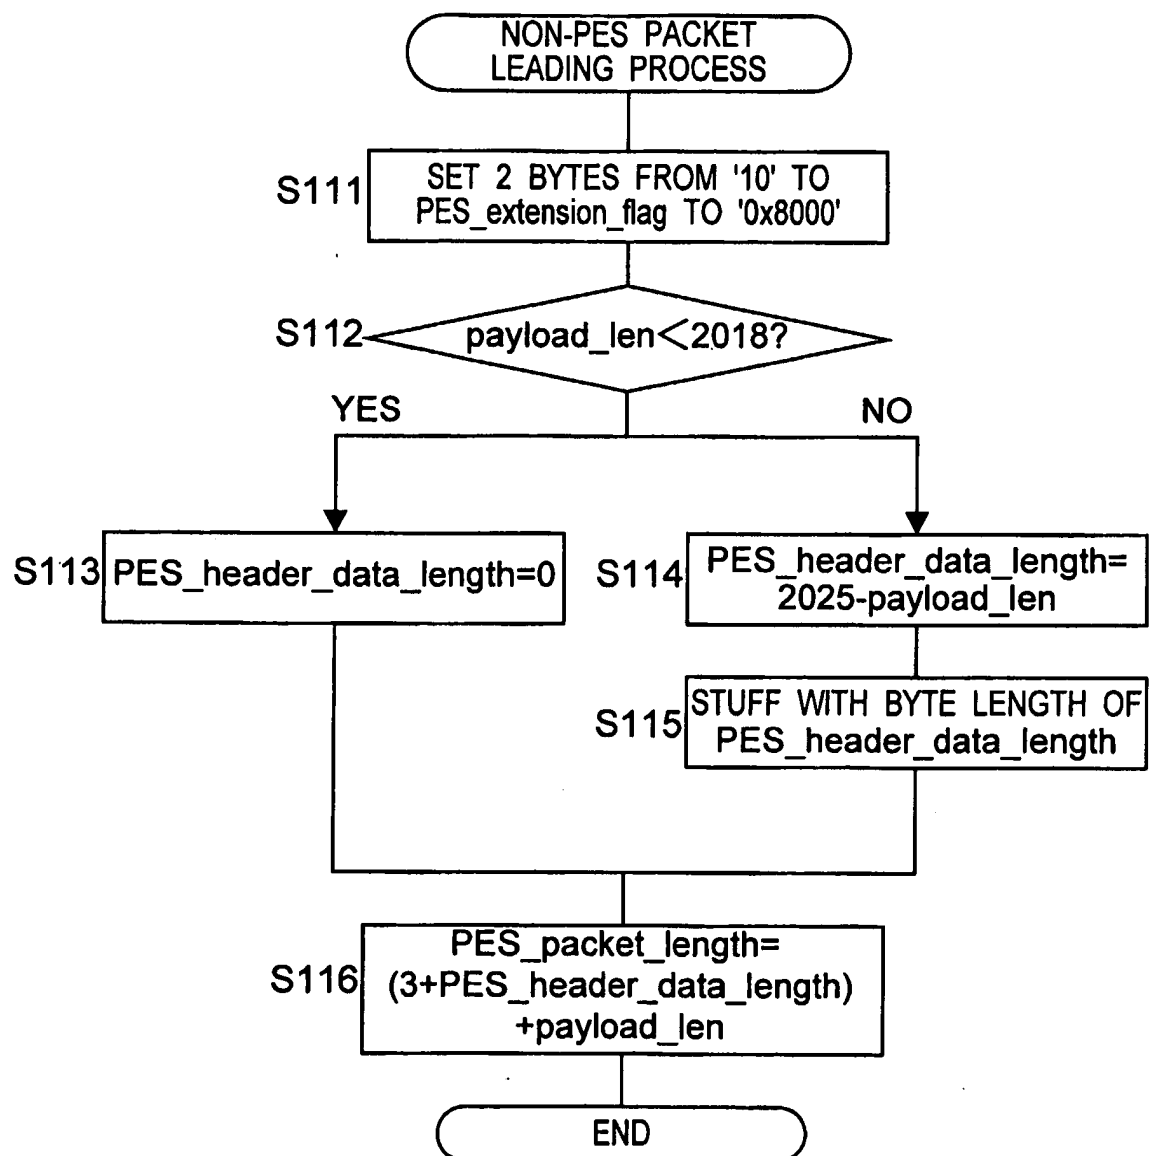 NON-PES PACKET
LEADING PROCESS
S111
SET 2 BYTES FROM '10' TO
PES_extension_flag TO '0x8000'
S112
payload_len<2018?
YES
NO
S113
PES_header_data_length=0
S114
PES_header_data_length=
2025-payload_len
S115
STUFF WITH BYTE LENGTH OF
PES_header_data_length
S116
PES_packet_length=
(3+PES_header_data_length)
+payload_len
END